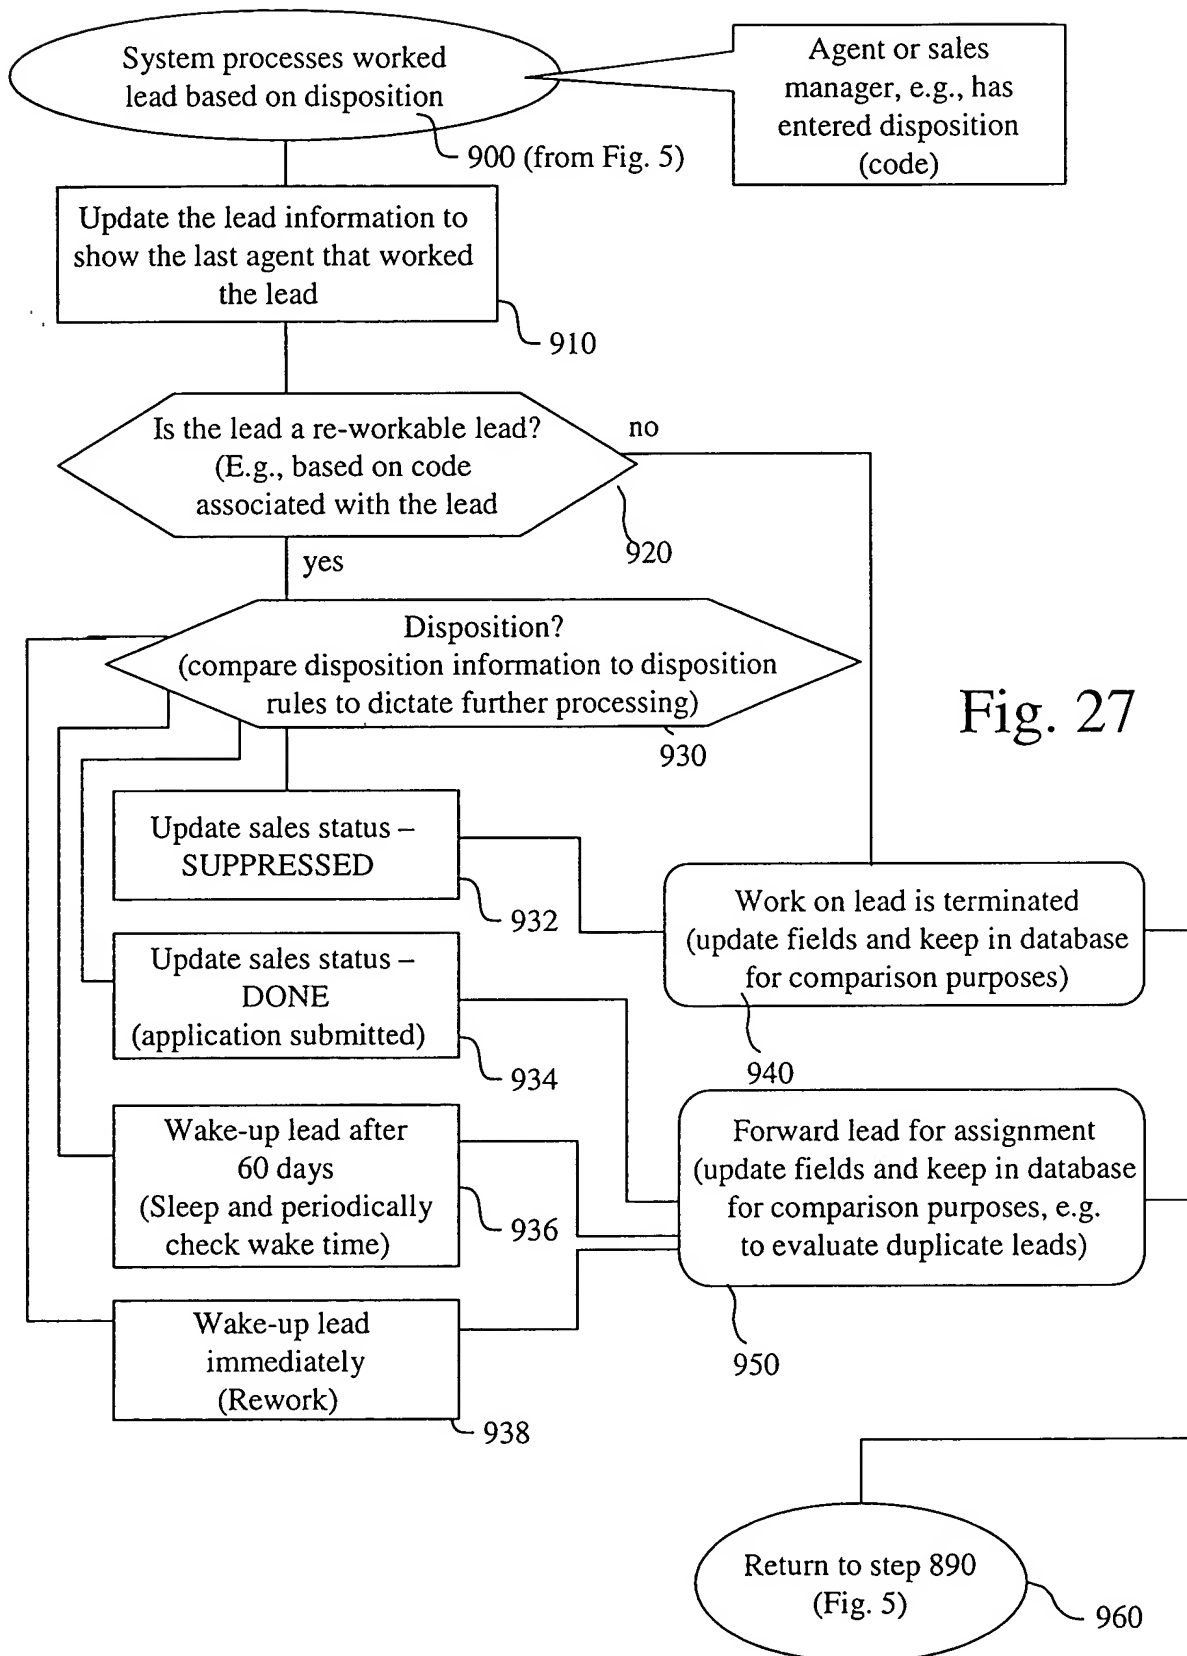 System processes worked
lead based on disposition
900 (from Fig. 5)
Agent or sales
manager, e.g., has
entered disposition
(code)
Update the lead information to
show the last agent that worked
the lead
910
Is the lead a re-workable lead?
(E.g., based on code
associated with the lead
no
920
yes
Disposition?
(compare disposition information to disposition
rules to dictate further processing)
930
Fig. 27
Update sales status –
SUPPRESSED
932
Update sales status –
DONE
(application submitted)
934
Wake-up lead after
60 days
(Sleep and periodically
check wake time)
936
Wake-up lead
immediately
(Rework)
938
Work on lead is terminated
(update fields and keep in database
for comparison purposes)
940
Forward lead for assignment
(update fields and keep in database
for comparison purposes, e.g.
to evaluate duplicate leads)
950
Return to step 890
(Fig. 5)
960